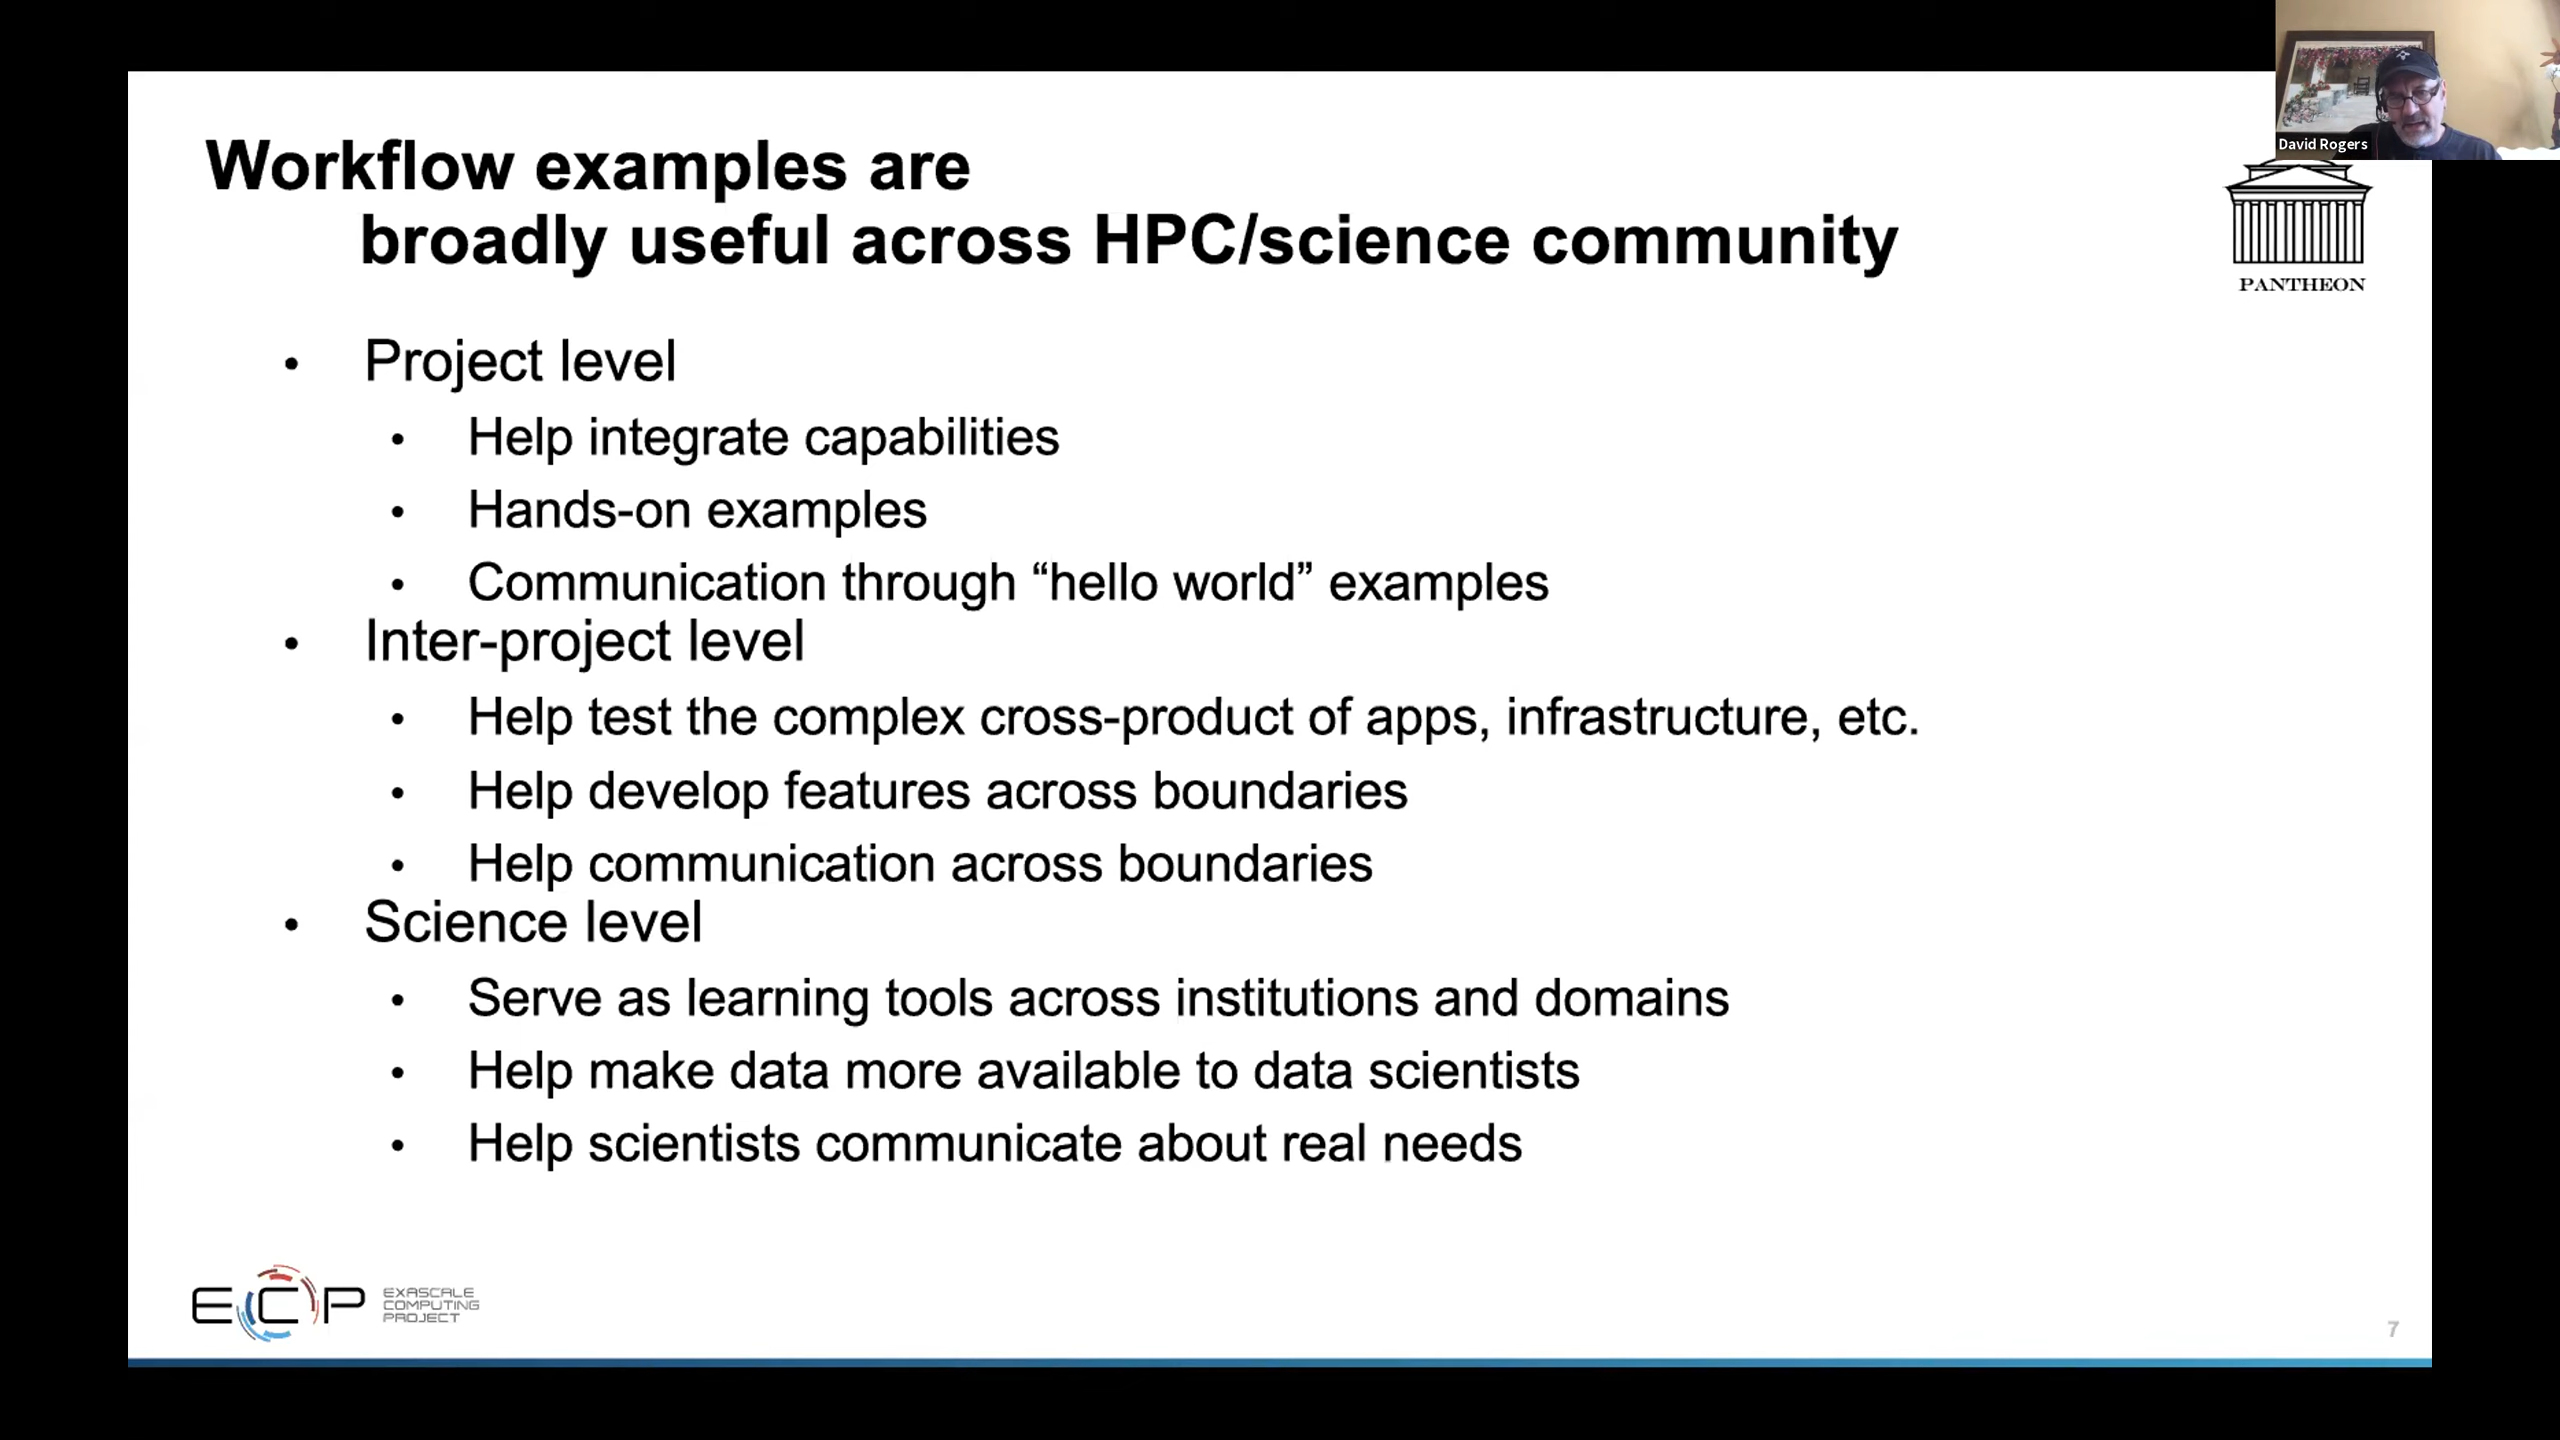 David Rogers
Workflow examples are
broadly useful across HPC/science community
PANTHEON
• Project level
• Help integrate capabilities
• Hands-on examples
• Communication through “hello world” examples
• Inter-project level
• Help test the complex cross-product of apps, infrastructure, etc.
• Help develop features across boundaries
• Help communication across boundaries
• Science level
• Serve as learning tools across institutions and domains
• Help make data more available to data scientists
• Help scientists communicate about real needs
ECP
EXASCALE
COMPUTING
PROJECT
7